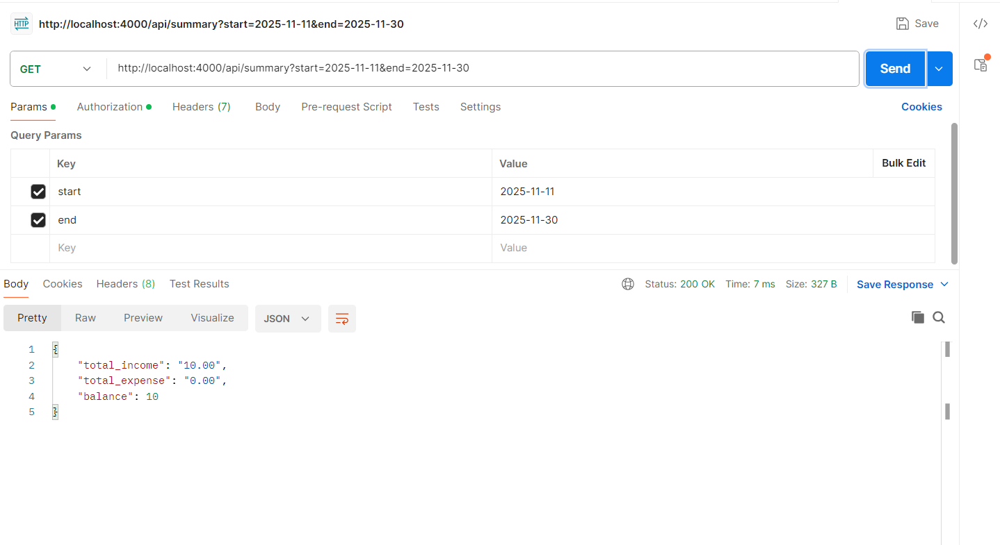 HTTP http://localhost:4000/api/summary?start=2025-11-11&end=2025-11-30 Save
GET http://localhost:4000/api/summary?start=2025-11-11&end=2025-11-30 Send
Params Authorization Headers (7) Body Pre-request Script Tests Settings Cookies
Query Params
Key Value Bulk Edit
start 2025-11-11
end 2025-11-30
Key Value
Body Cookies Headers (8) Test Results Status: 200 OK Time: 7 ms Size: 327 B Save Response
Pretty Raw Preview Visualize JSON
1 {
2 "total_income": "10.00",
3 "total_expense": "0.00",
4 "balance": 10
5 }